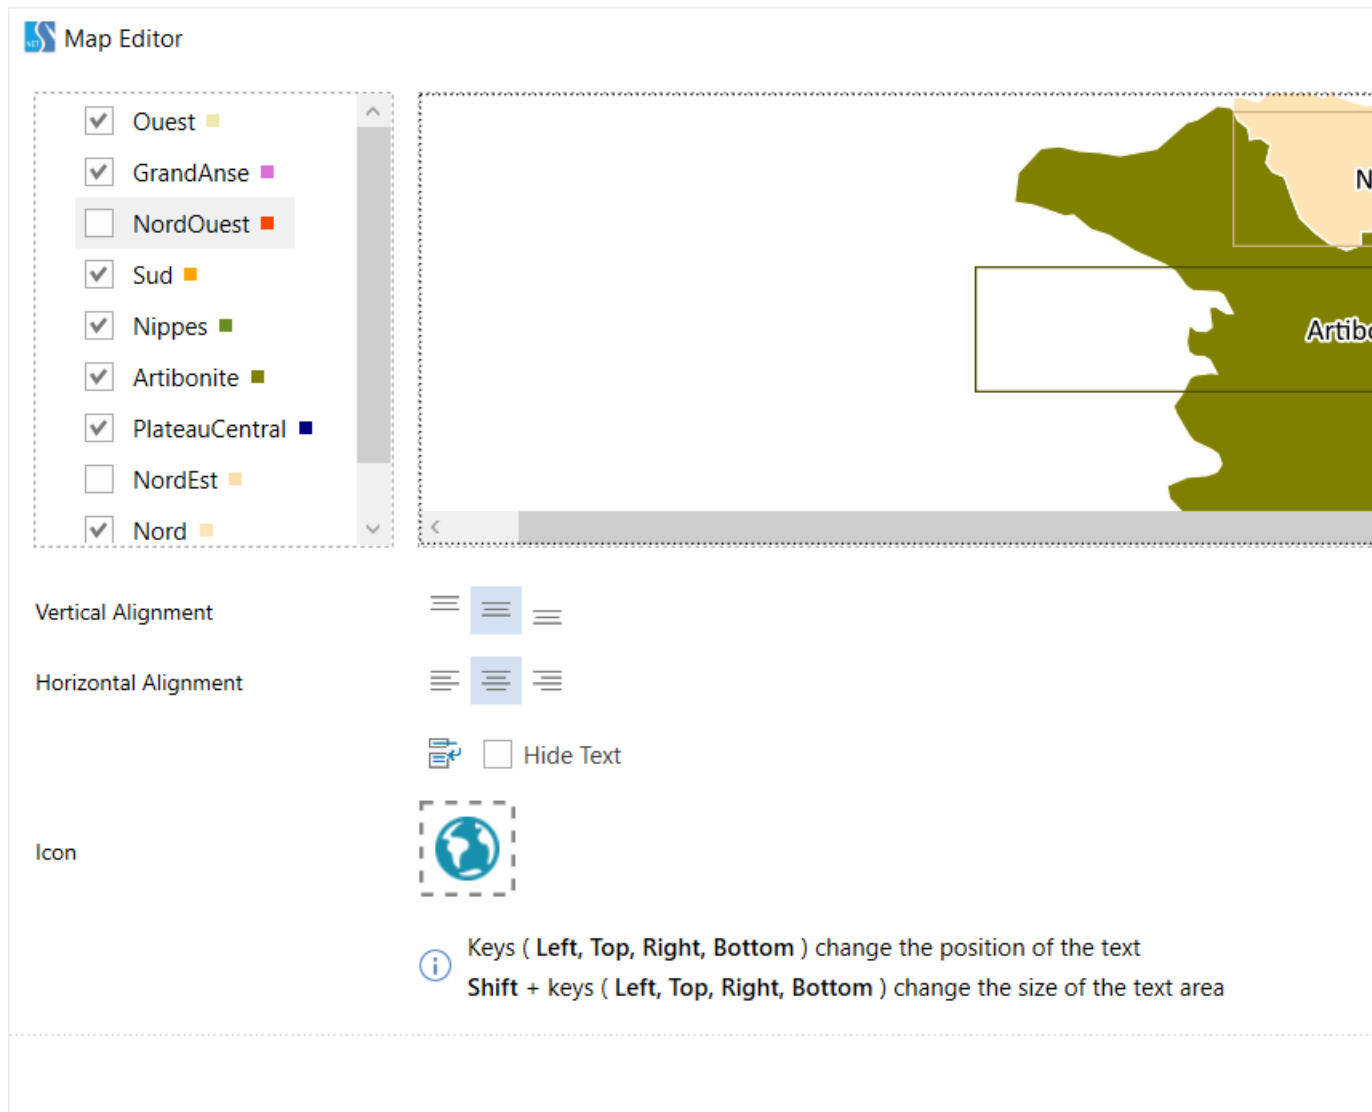 NET Map Editor
Ouest
GrandAnse
NordOuest
Sud
Nippes
Artibonite
PlateauCentral
NordEst
Nord
N
Artibo
Vertical Alignment
Horizontal Alignment
Hide Text
Icon
Keys ( Left, Top, Right, Bottom ) change the position of the text
Shift + keys ( Left, Top, Right, Bottom ) change the size of the text area